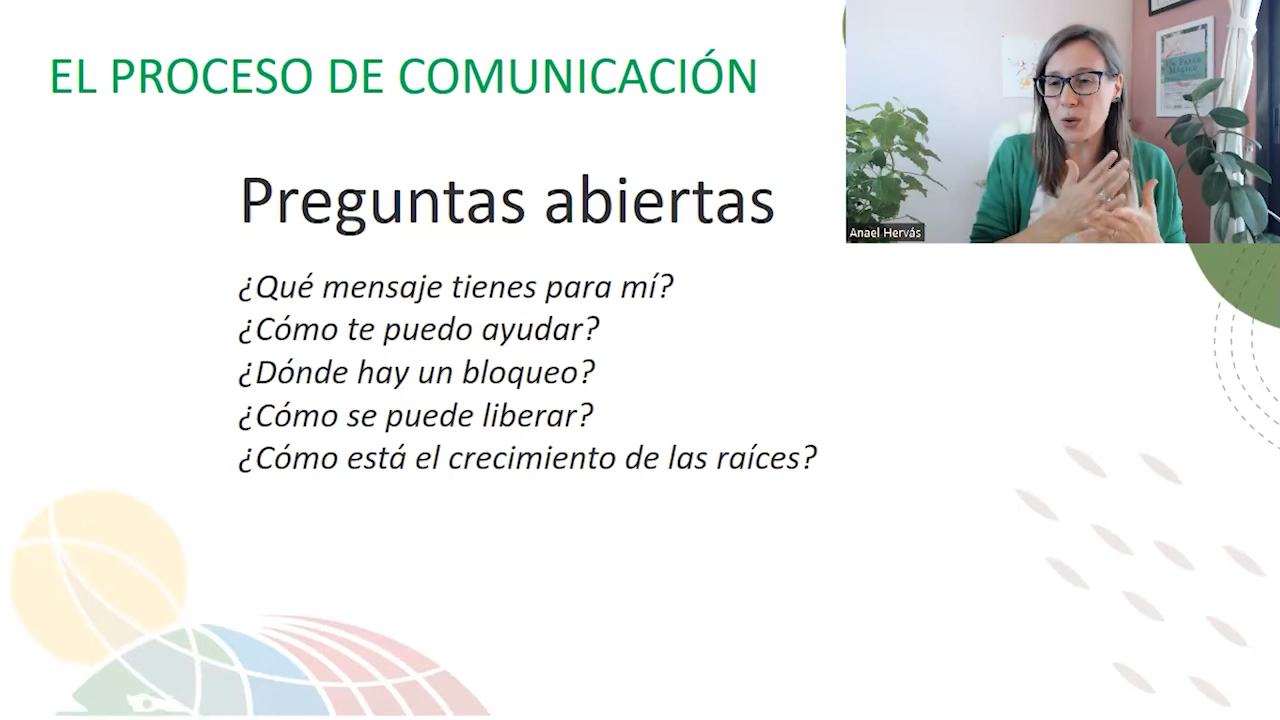 EL PROCESO DE COMUNICACIÓN
Preguntas abiertas
¿Qué mensaje tienes para mí?
¿Cómo te puedo ayudar?
¿Dónde hay un bloqueo?
¿Cómo se puede liberar?
¿Cómo está el crecimiento de las raíces?
Anael Hervás